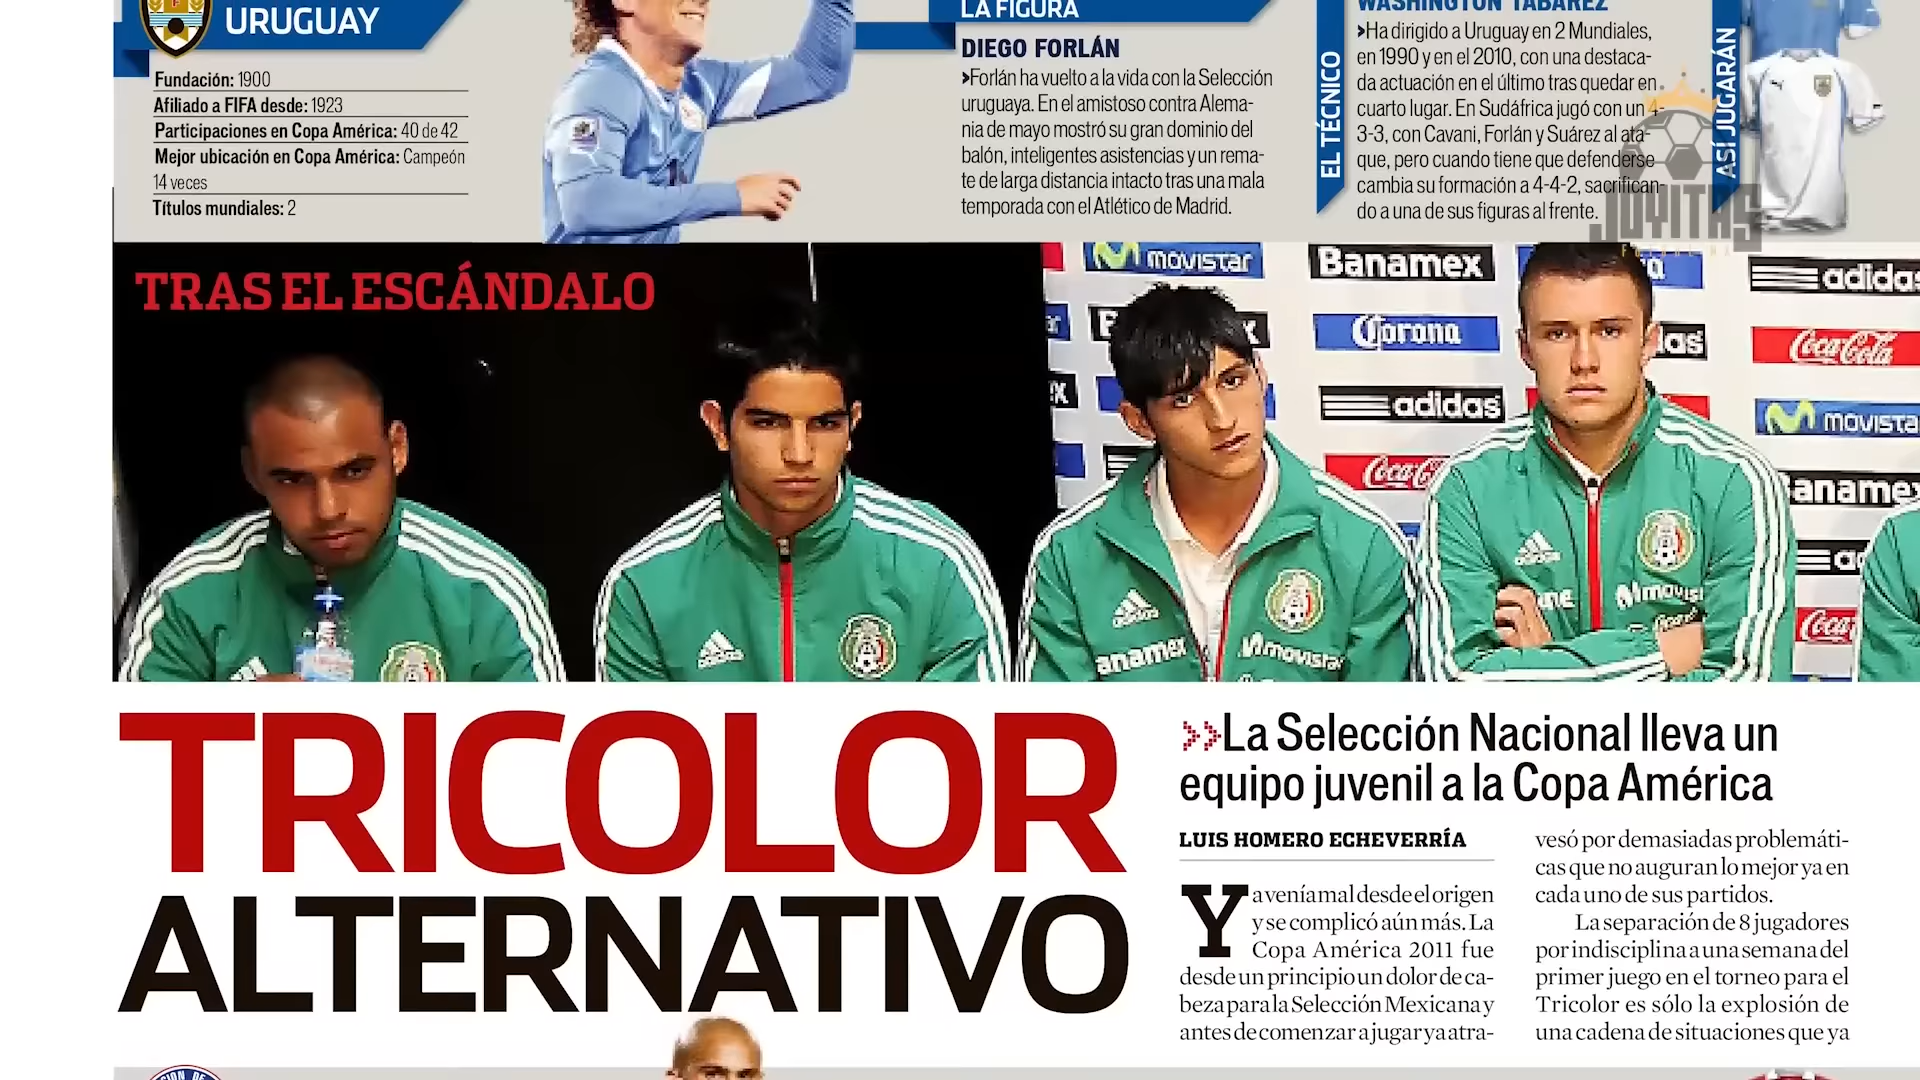 URUGUAY
Fundación: 1900
Afiliado a FIFA desde: 1923
Participaciones en Copa América: 40 de 42
Mejor ubicación en Copa América: Campeón
14 veces
Títulos mundiales: 2
LA FIGURA
DIEGO FORLÁN
Forlán ha vuelto a la vida con la Selección
uruguaya. En el amistoso contra Alema-
nia de mayo mostró su gran dominio del
balón, inteligentes asistencias y un rema-
te de larga distancia intacto tras una mala
temporada con el Atlético de Madrid.
EL TÉCNICO
WASHINGTON TABÁREZ
Ha dirigido a Uruguay en 2 Mundiales,
en 1990 y en el 2010, con una destaca-
da actuación en el último tras quedar en
cuarto lugar. En Sudáfrica jugó con un 4-
3-3, con Cavani, Forlán y Suárez al ata-
que, pero cuando tiene que defenderse
cambia su formación a 4-4-2, sacrifican-
do a una de sus figuras al frente.
ASÍ JUGARÁN
JOYITAS
TRAS EL ESCÁNDALO
movistar
Banamex
adidas
Corona
Coca-Cola
adidas
movista
Coca
anamex
adidas
adidas
adidas
anamex
movistar
movist
Coca
TRICOLOR
ALTERNATIVO
>>La Selección Nacional lleva un
equipo juvenil a la Copa América
LUIS HOMERO ECHEVERRÍA
Ya venía mal desde el origen
y se complicó aún más. La
Copa América 2011 fue
desde un principio un dolor de ca-
beza para la Selección Mexicana y
antes de comenzar a jugar ya atra-
vesó por demasiadas problemáti-
cas que no auguran lo mejor ya en
cada uno de sus partidos.
La separación de 8 jugadores
por indisciplina a una semana del
primer juego en el torneo para el
Tricolor es sólo la explosión de
una cadena de situaciones que ya